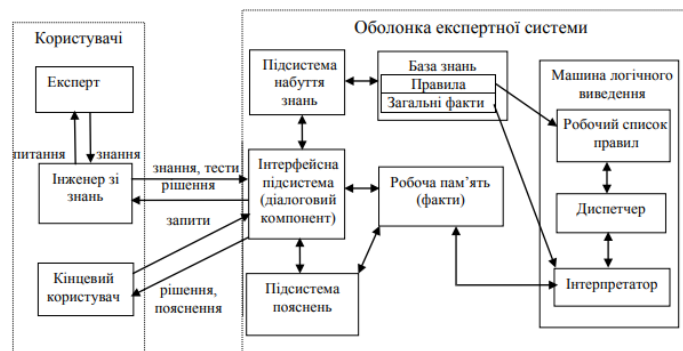 Оболонка експертної системи
Користувачі
Експерт
питання
знання
Інженер зі
знань
Кінцевий
користувач
знання, тести
рішення
запити
рішення,
пояснення
Підсистема
набуття
знань
Інтерфейсна
підсистема
(діалоговий
компонент)
Підсистема
пояснень
База знань
Правила
Загальні факти
Робоча пам’ять
(факти)
Машина логічного
виведення
Робочий список
правил
Диспетчер
Інтерпретатор